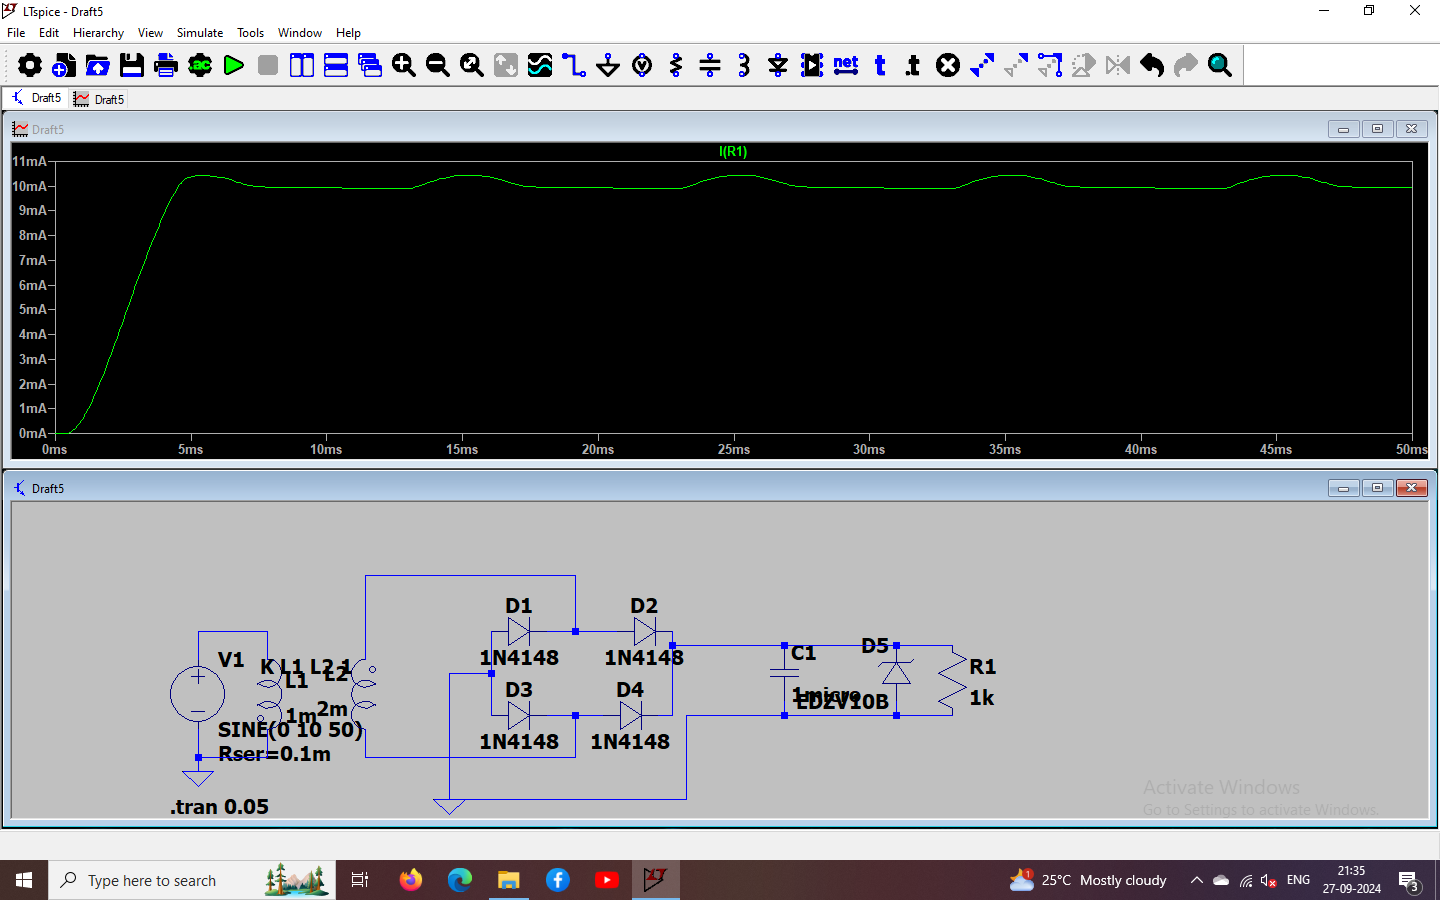 LTspice - Draft5
File Edit Hierarchy View Simulate Tools Window Help
.ac net t .t
Draft5 Draft5
Draft5
I(R1)
11mA
10mA
9mA
8mA
7mA
6mA
5mA
4mA
3mA
2mA
1mA
0mA
0ms 5ms 10ms 15ms 20ms 25ms 30ms 35ms 40ms 45ms 50ms
Draft5
D1 D2
1N4148 1N4148
V1
K L1 L2 1
L1
L2
1m
2m
SINE(0 10 50)
Rser=0.1m
.tran 0.05
D3 D4
1N4148 1N4148
C1
1micro
D5
EDZV10B
R1
1k
Activate Windows
Go to Settings to activate Windows.
Type here to search
1
25°C Mostly cloudy
ENG
21:35
27-09-2024
3